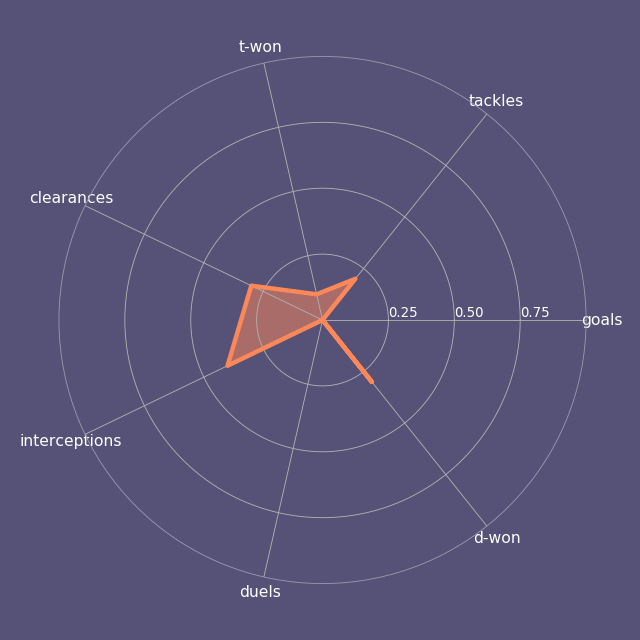 t-won
tackles
clearances
0.25 0.50 0.75
goals
interceptions
d-won
duels